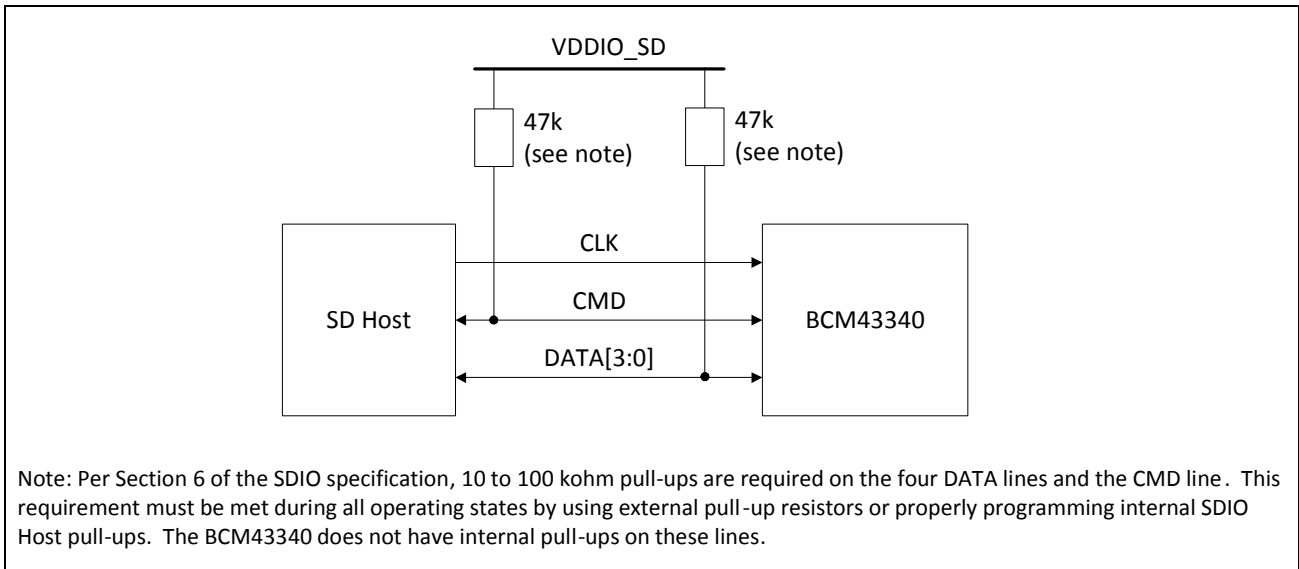 VDDIO_SD
47k
(see note)
47k
(see note)
CLK
CMD
DATA[3:0]
SD Host
BCM43340
Note: Per Section 6 of the SDIO specification, 10 to 100 kohm pull-ups are required on the four DATA lines and the CMD line. This
requirement must be met during all operating states by using external pull-up resistors or properly programming internal SDIO
Host pull-ups. The BCM43340 does not have internal pull-ups on these lines.